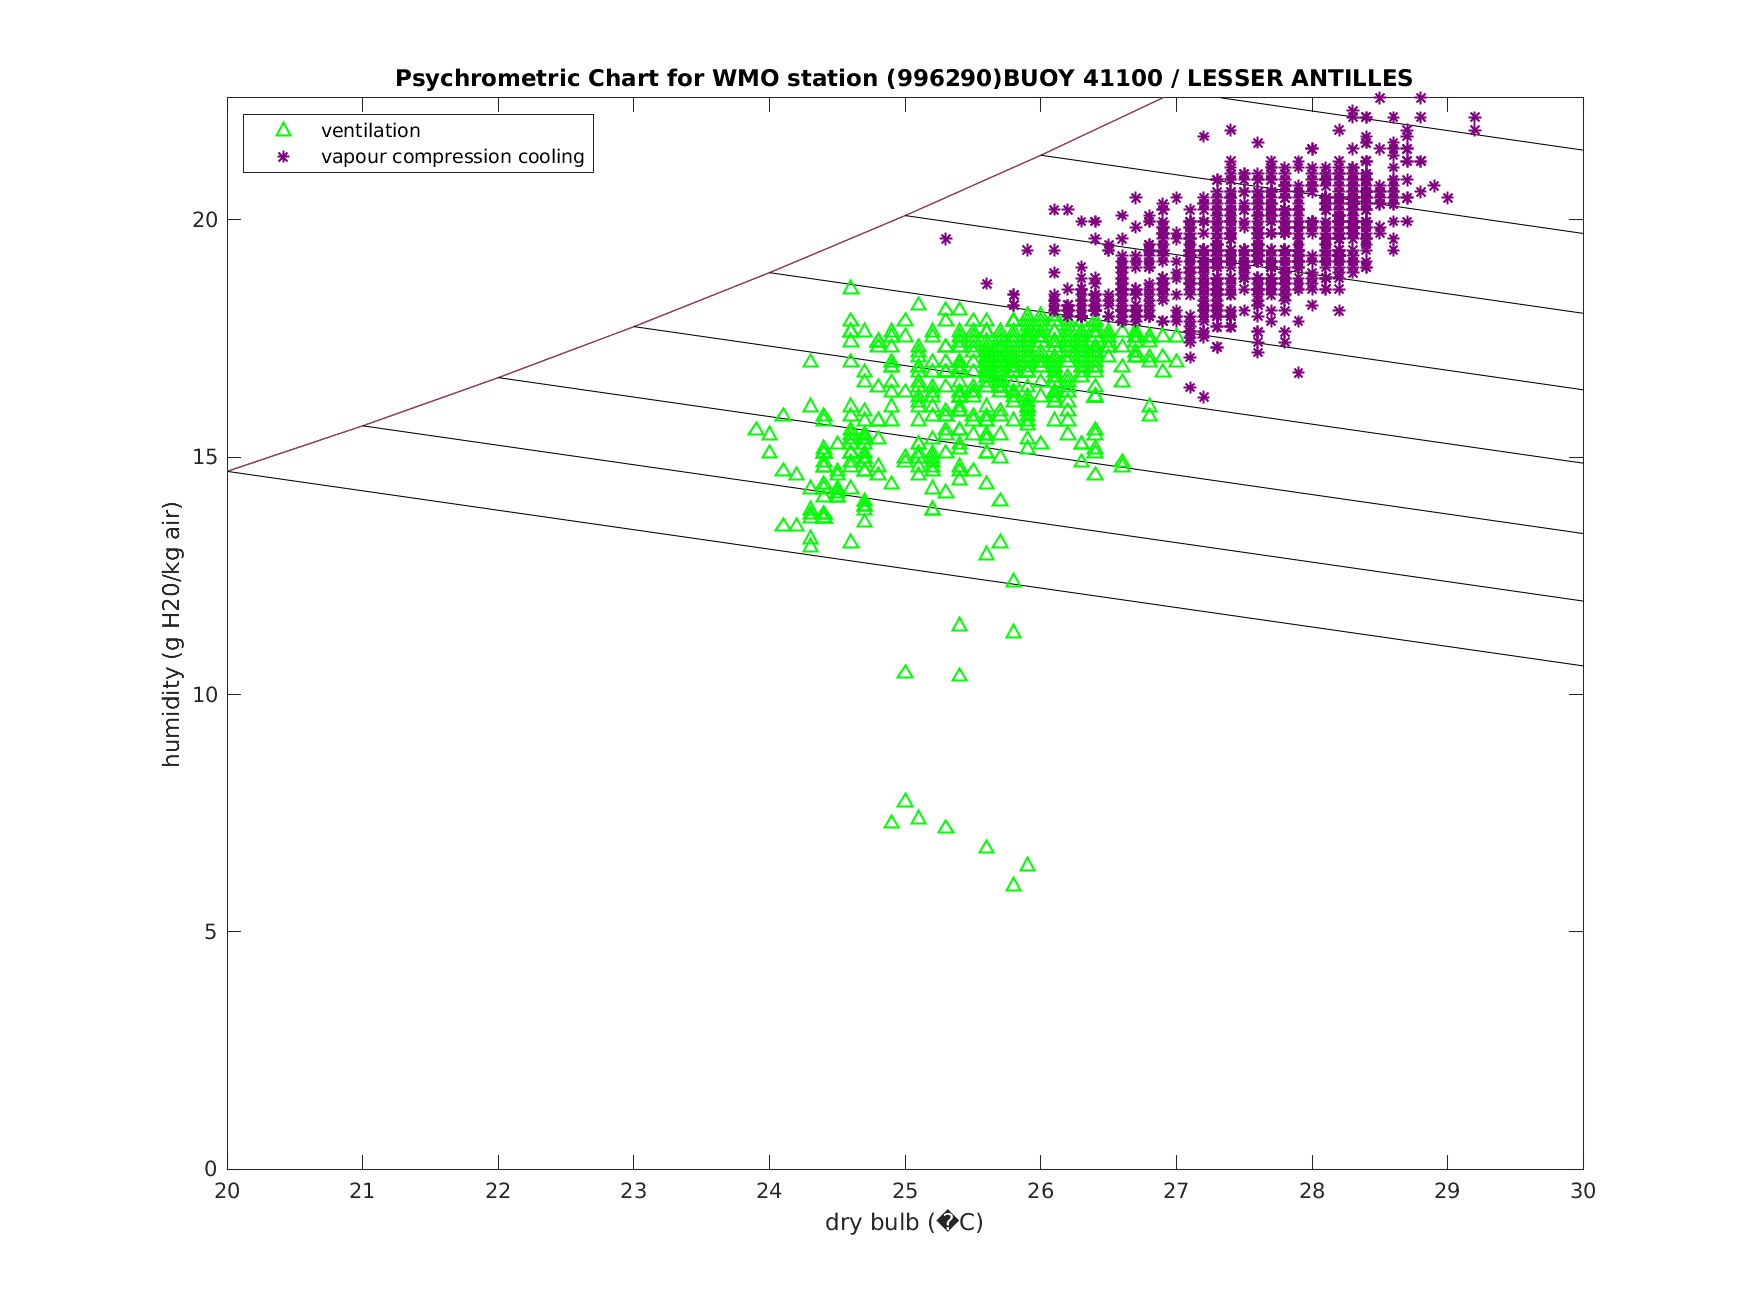 Psychrometric Chart for WMO station (996290)BUOY 41100 / LESSER ANTILLES
ventilation
vapour compression cooling
humidity (g H20/kg air)
20
15
10
5
0
20 21 22 23 24 25 26 27 28 29 30
dry bulb (�C)